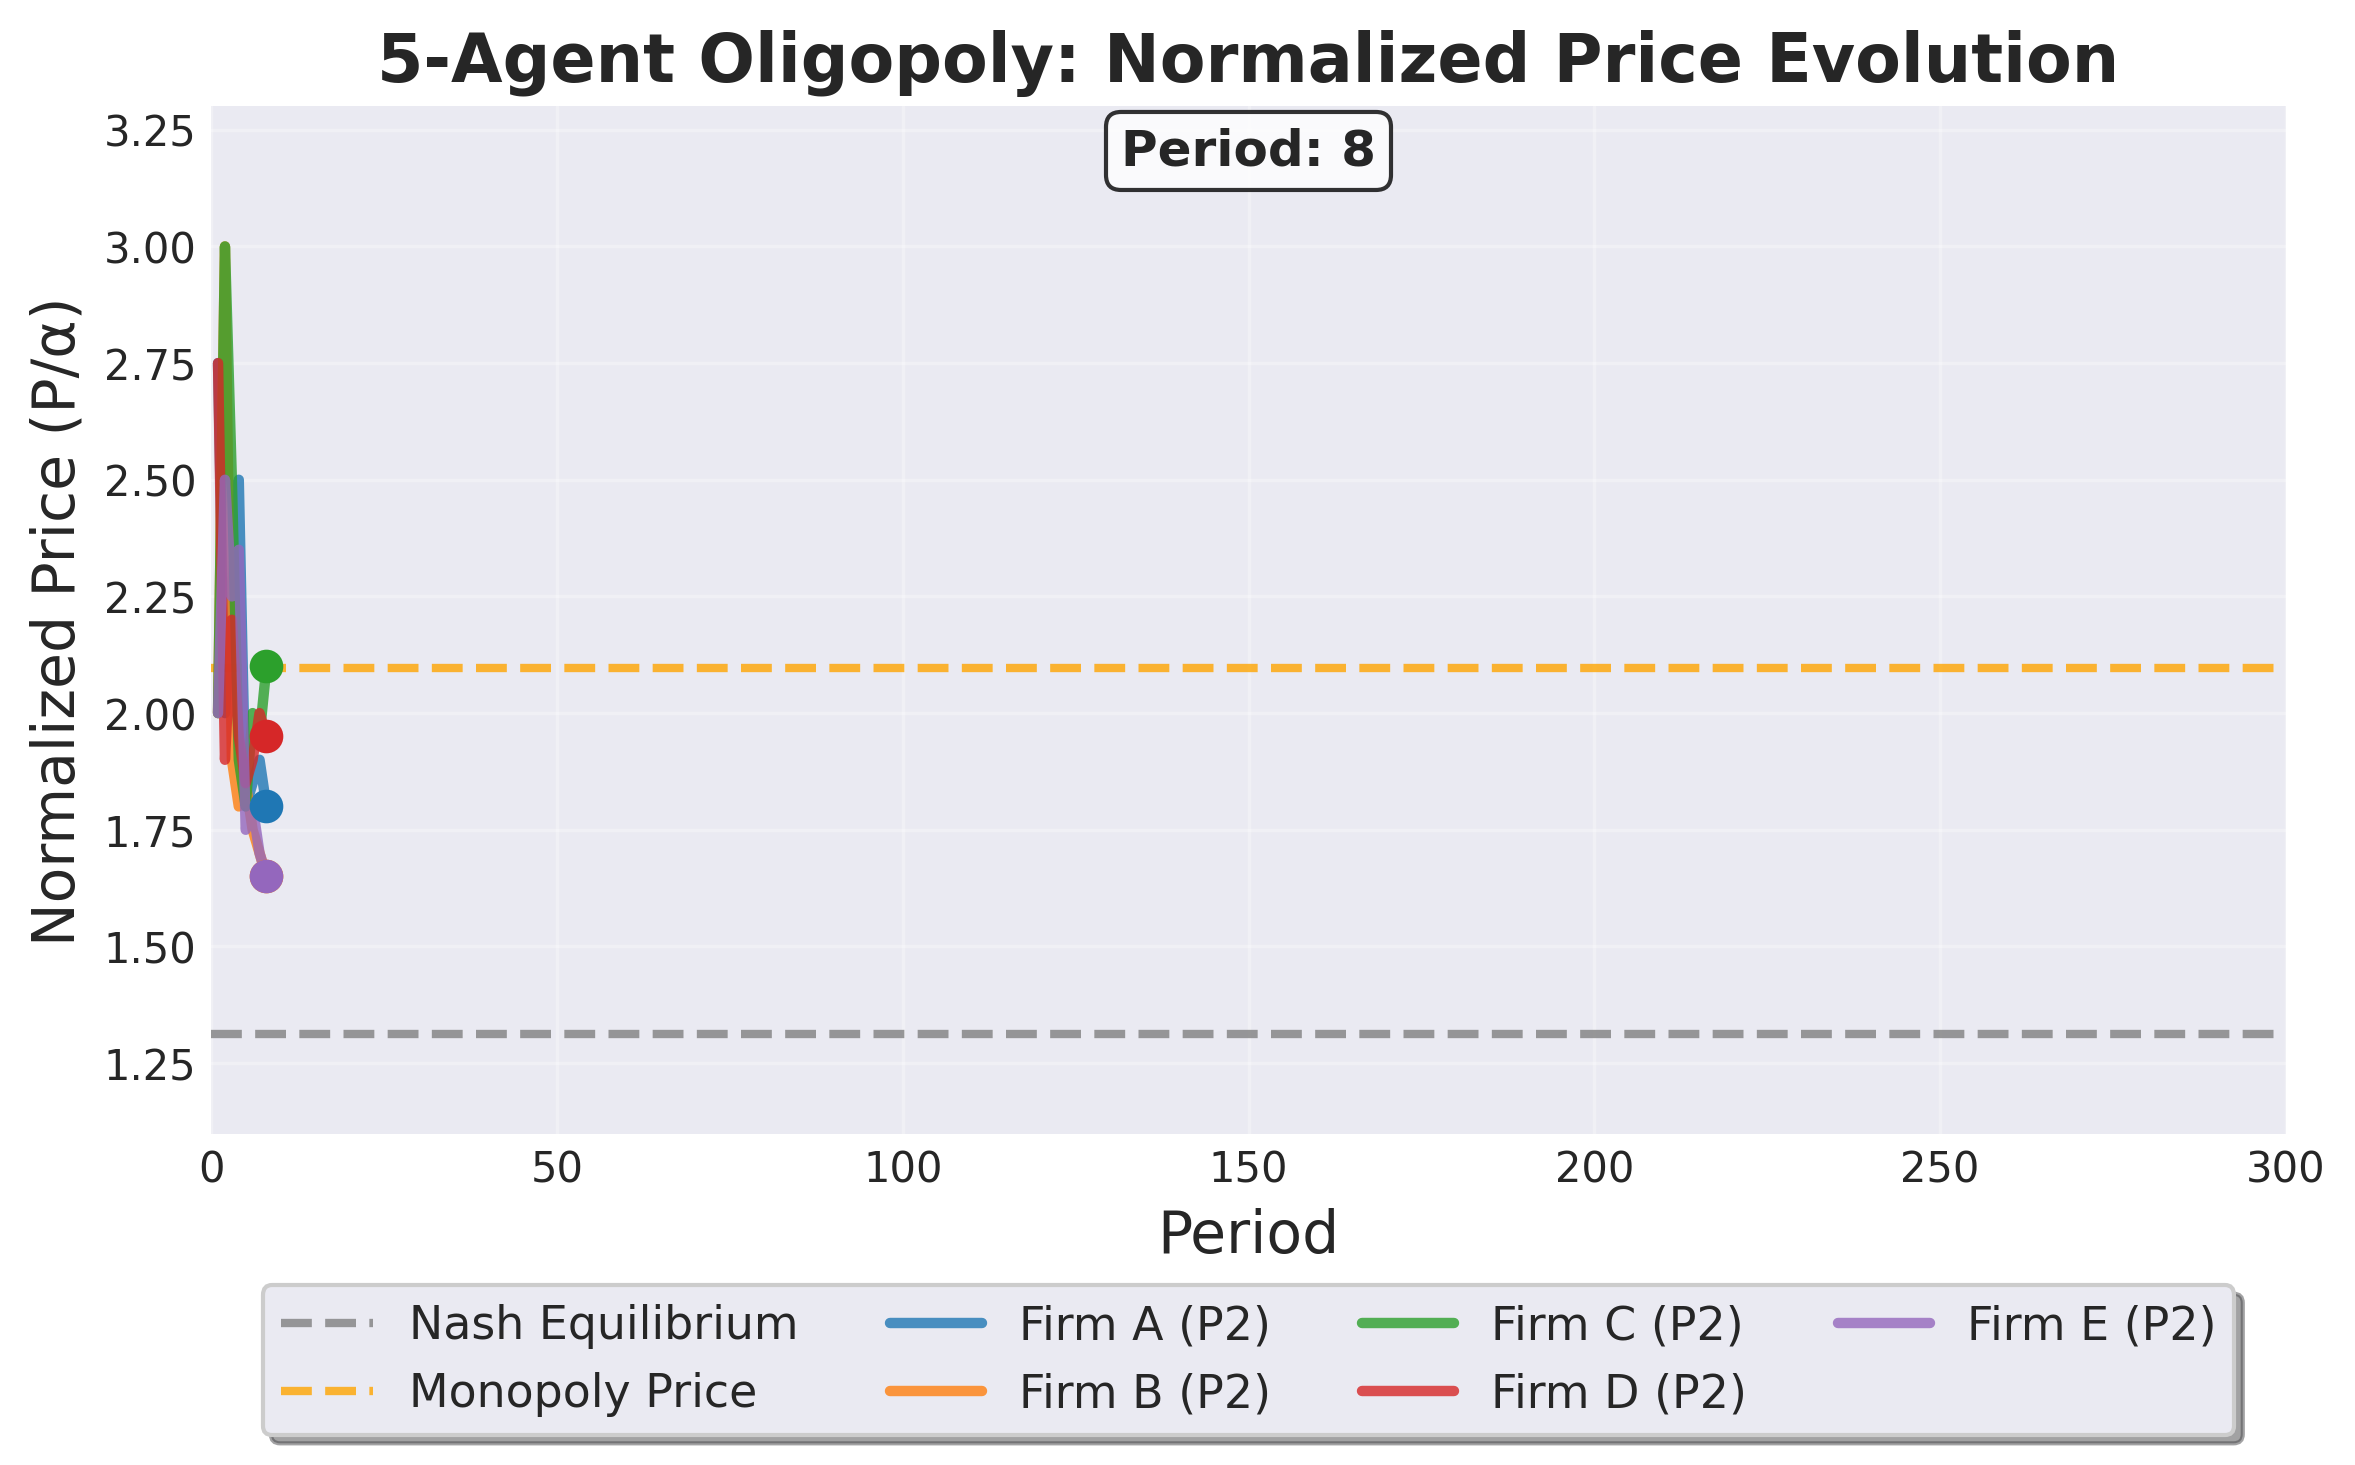 5-Agent Oligopoly: Normalized Price Evolution
Period: 8
Normalized Price (P/α)
3.25
3.00
2.75
2.50
2.25
2.00
1.75
1.50
1.25
0 50 100 150 200 250 300
Period
Nash Equilibrium Firm A (P2) Firm C (P2) Firm E (P2)
Monopoly Price Firm B (P2) Firm D (P2)